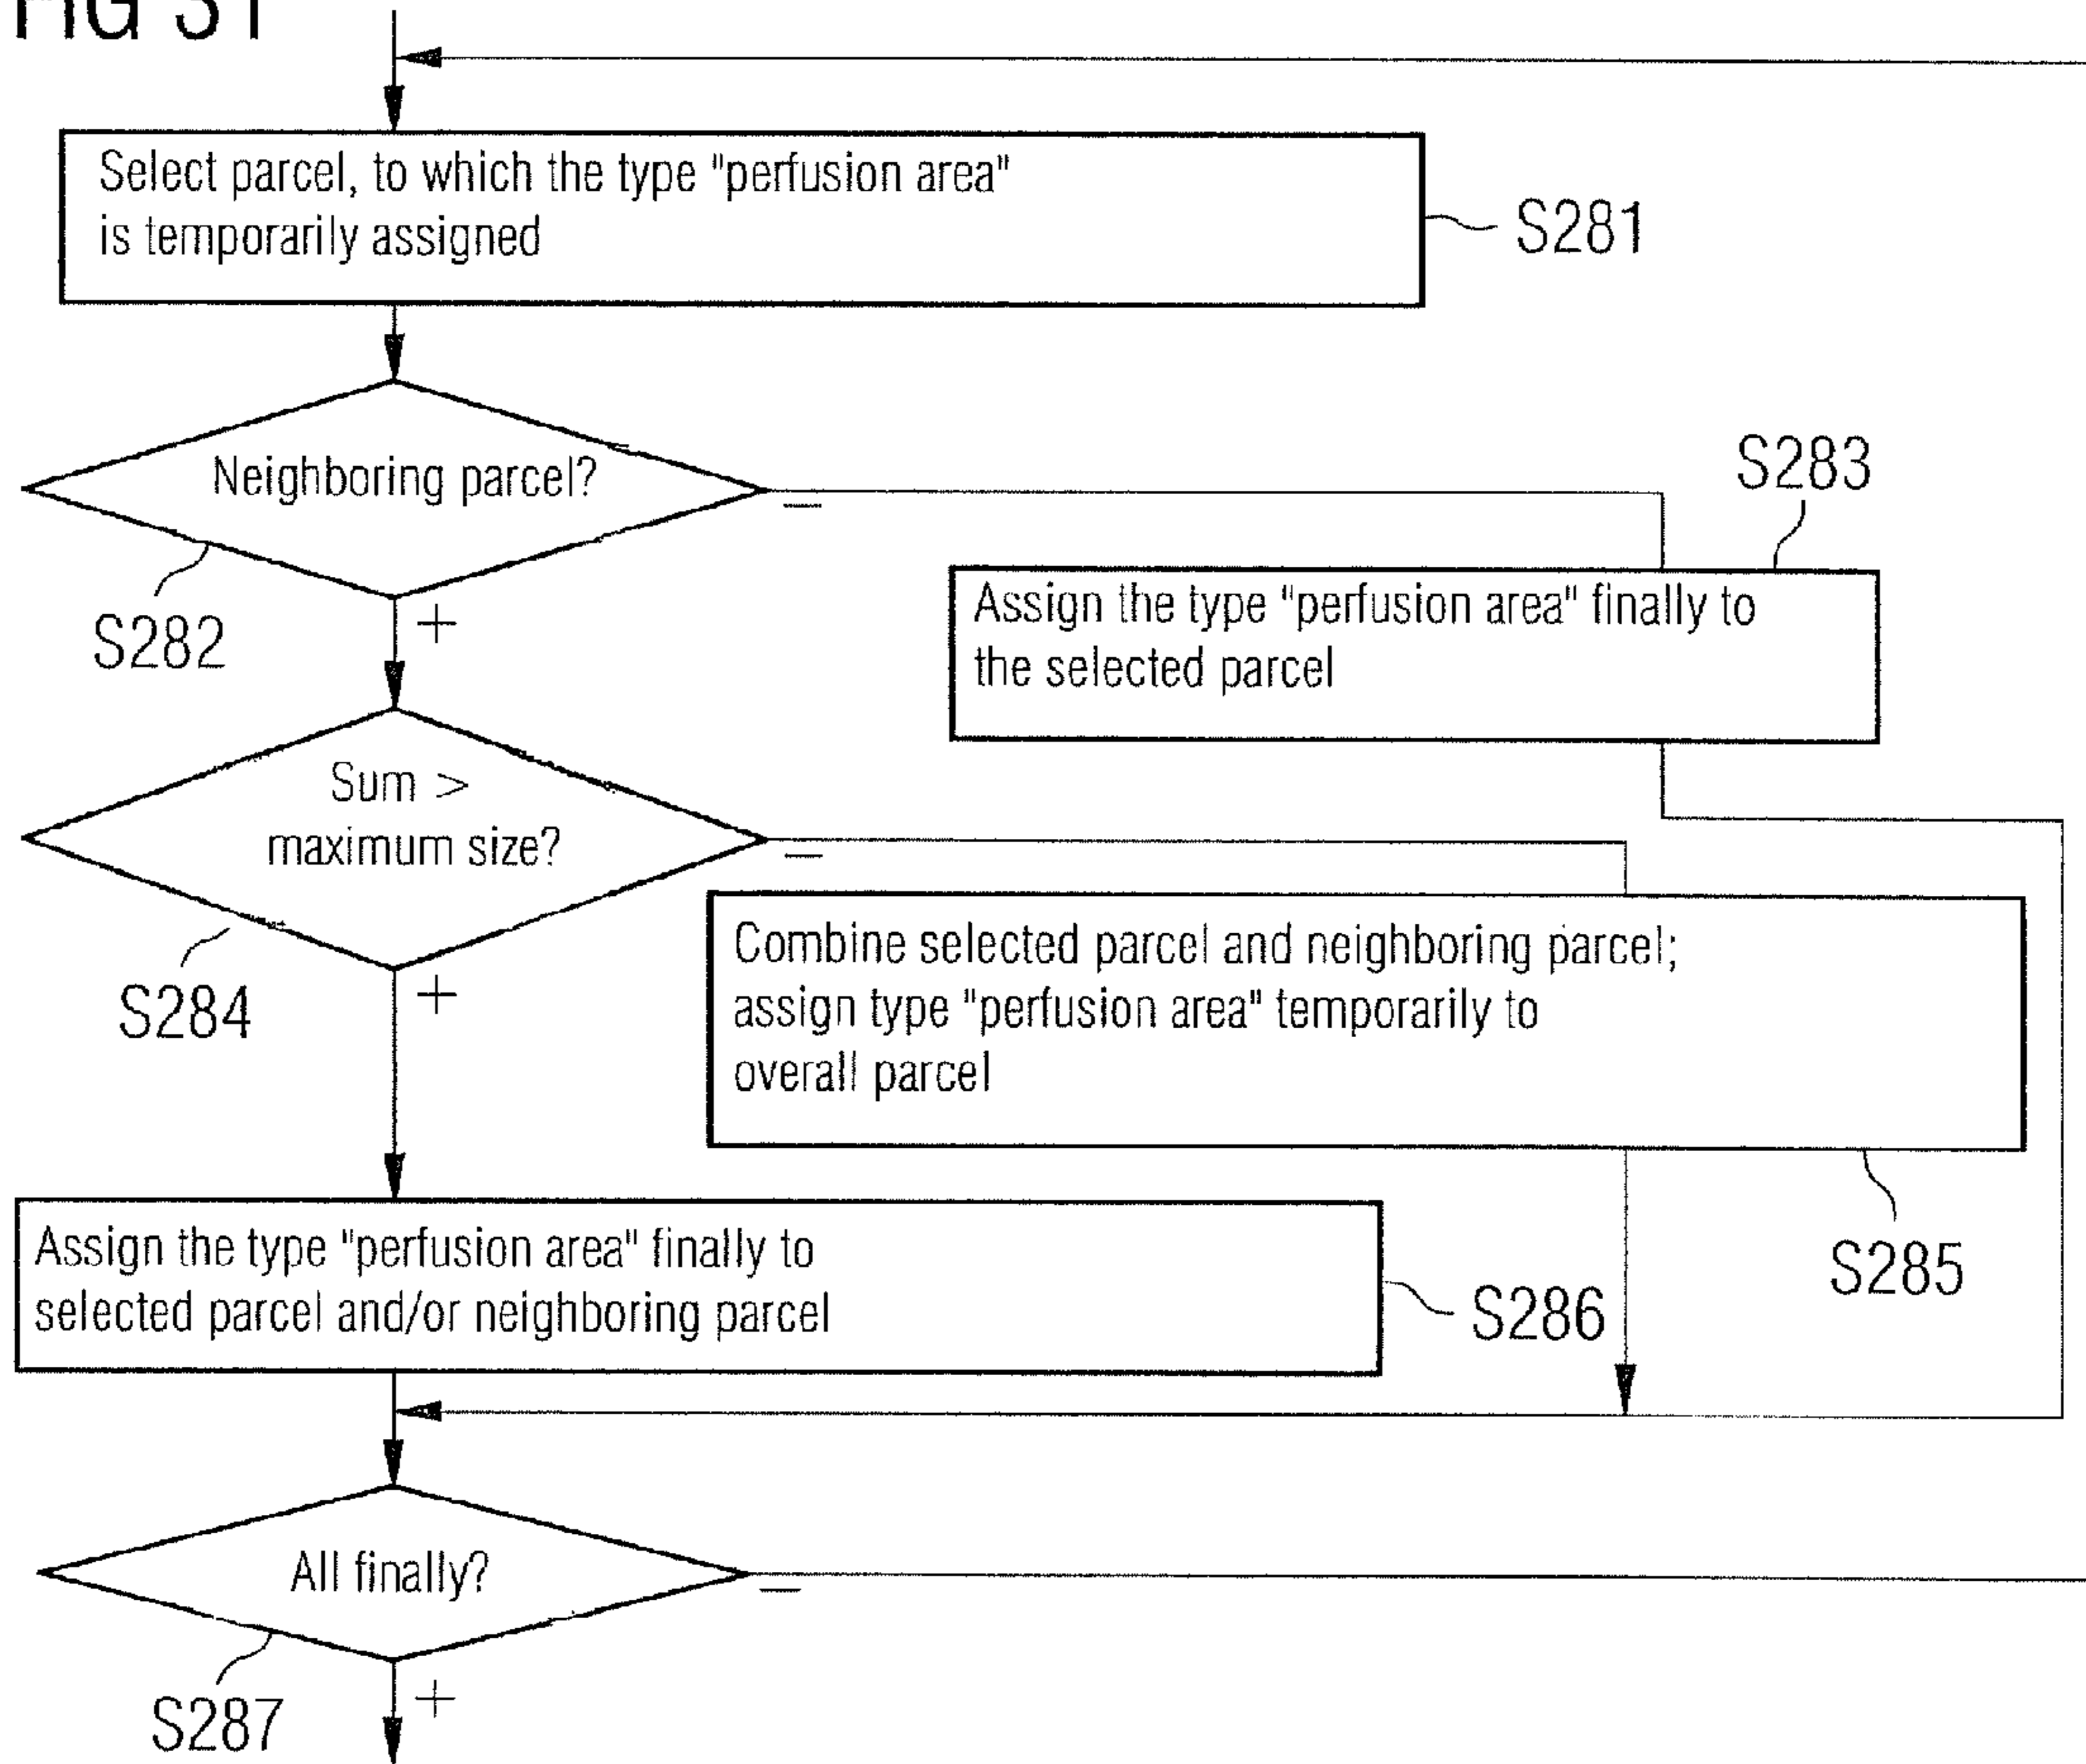 FIG 31
Select parcel, to which the type "perfusion area"
is temporarily assigned
S281
Neighboring parcel?
−
S283
S282
+
Assign the type "perfusion area" finally to
the selected parcel
Sum >
maximum size?
−
S284
+
Combine selected parcel and neighboring parcel;
assign type "perfusion area" temporarily to
overall parcel
S285
Assign the type "perfusion area" finally to
selected parcel and/or neighboring parcel
S286
All finally?
−
S287
+